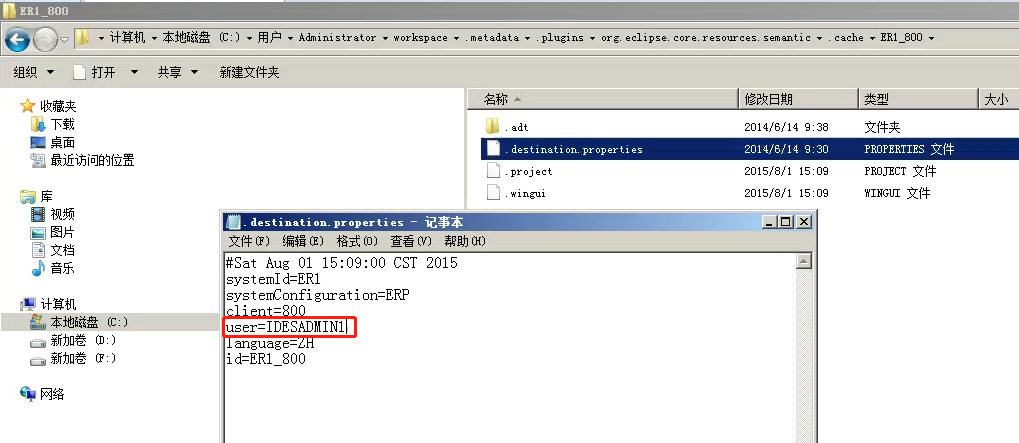 ER1_800
计算机 本地磁盘 (C:) 用户 Administrator workspace .metadata .plugins org.eclipse.core.resources.semantic .cache ER1_800
组织 打开 共享 新建文件夹
收藏夹
下载
桌面
最近访问的位置
库
视频
图片
文档
音乐
计算机
本地磁盘 (C:)
新加卷 (D:)
新加卷 (F:)
网络
名称 修改日期 类型 大小
.adt 2014/6/14 9:38 文件夹
.destination.properties 2014/6/14 9:30 PROPERTIES 文件
.project 2015/8/1 15:09 PROJECT 文件
.wingui 2015/8/1 15:09 WINGUI 文件
.destination.properties - 记事本
文件(F) 编辑(E) 格式(O) 查看(V) 帮助(H)
#Sat Aug 01 15:09:00 CST 2015
systemId=ER1
systemConfiguration=ERP
client=800
user=IDESADMIN1
language=ZH
id=ER1_800